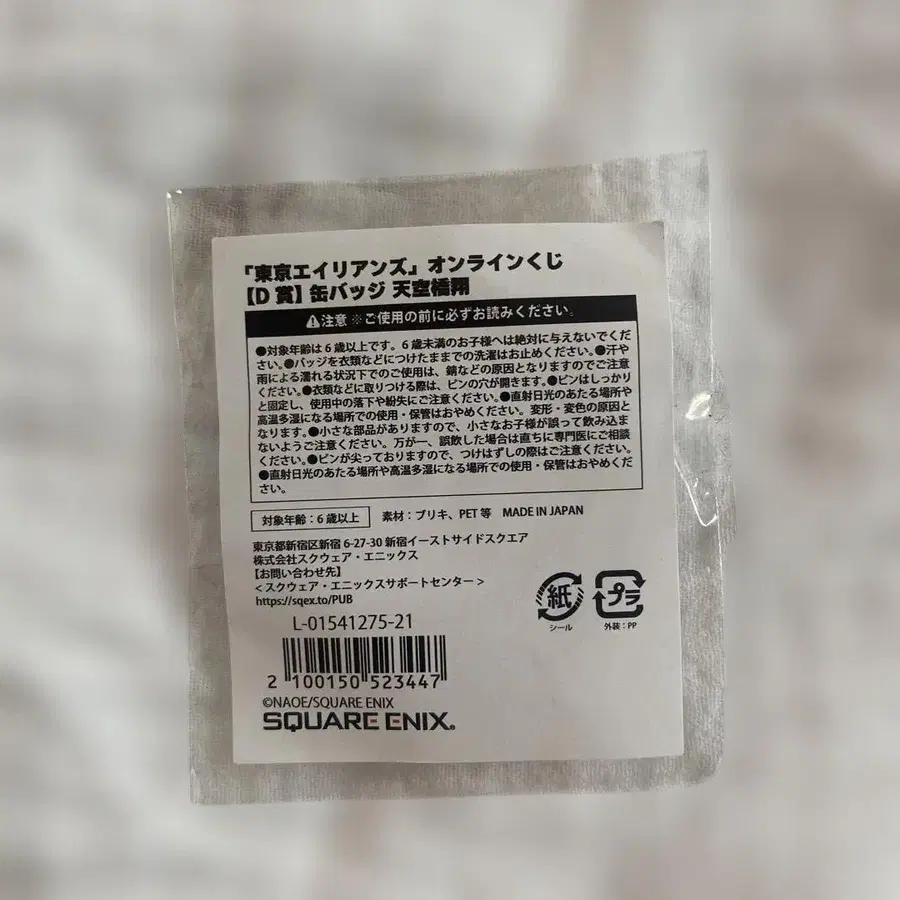 「東京エイリアンズ」オンラインくじ
【D 賞】缶バッジ 天空橋翔
⚠注意 ※ご使用の前に必ずお読みください。
●対象年齢は6歳以上です。6歳未満のお子様へは絶対に与えないでくだ
さい。●バッジを衣類などにつけたままでの洗濯はお止めください。●汗や
雨による濡れる状況下でのご使用は、錆などの原因となりますのでご注意
ください。●衣類などに取りつける際は、ピンの穴が開きます。●ピンはしっかり
と固定し、使用中の落下や紛失にご注意ください。●直射日光のあたる場所や
高温多湿になる場所での使用・保管はおやめください。変形・変色の原因と
なります。●小さな部品がありますので、小さなお子様が誤って飲み込ま
ないようご注意ください。万が一、誤飲した場合は直ちに専門医にご相談
ください。●ピンが尖っておりますので、つけはずしの際はご注意ください。
●直射日光のあたる場所や高温多湿になる場所での使用・保管はおやめくだ
さい。
対象年齢：6歳以上 素材：ブリキ、PET 等 MADE IN JAPAN
東京都新宿区新宿 6-27-30 新宿イーストサイドスクエア
株式会社スクウェア・エニックス
【お問い合わせ先】
＜スクウェア・エニックスサポートセンター＞
https://sqex.to/PUB
紙 シール
プラ 外装：PP
L-01541275-21
2 100150 523447
©NAOE/SQUARE ENIX
SQUARE ENIX®